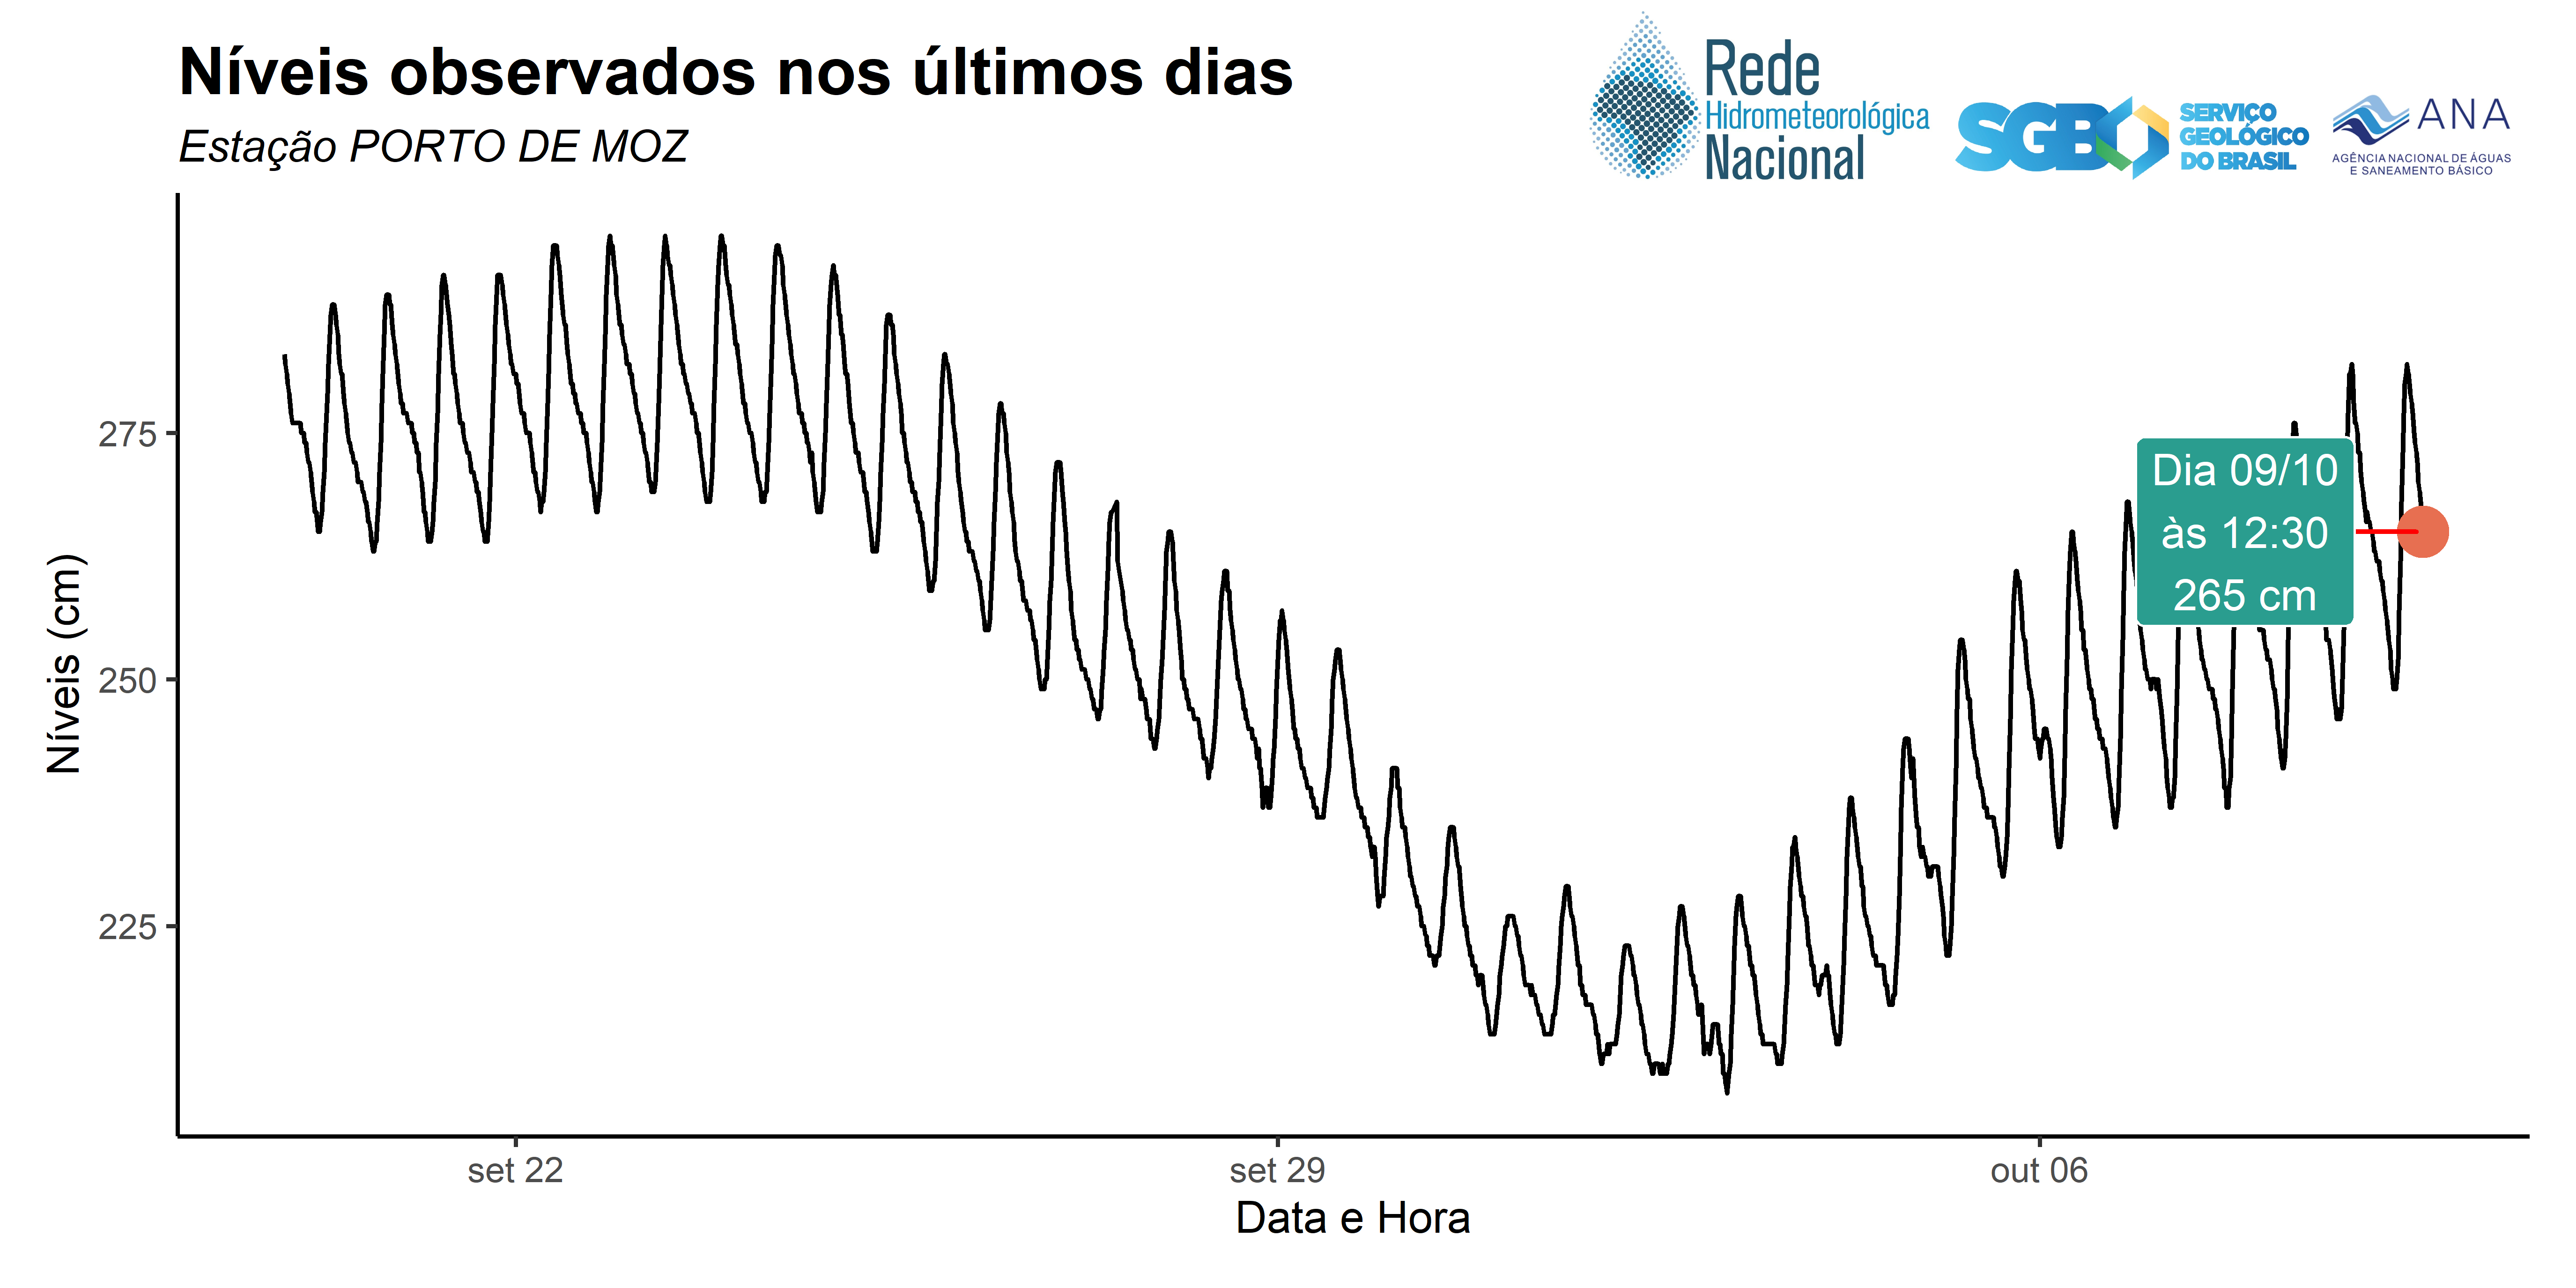 Níveis observados nos últimos dias
Estação PORTO DE MOZ
Rede
Hidrometeorológica
Nacional
SGB
SERVIÇO
GEOLÓGICO
DO BRASIL
ANA
AGÊNCIA NACIONAL DE ÁGUAS
E SANEAMENTO BÁSICO
Níveis (cm)
275
250
225
Dia 09/10
às 12:30
265 cm
set 22
set 29
out 06
Data e Hora